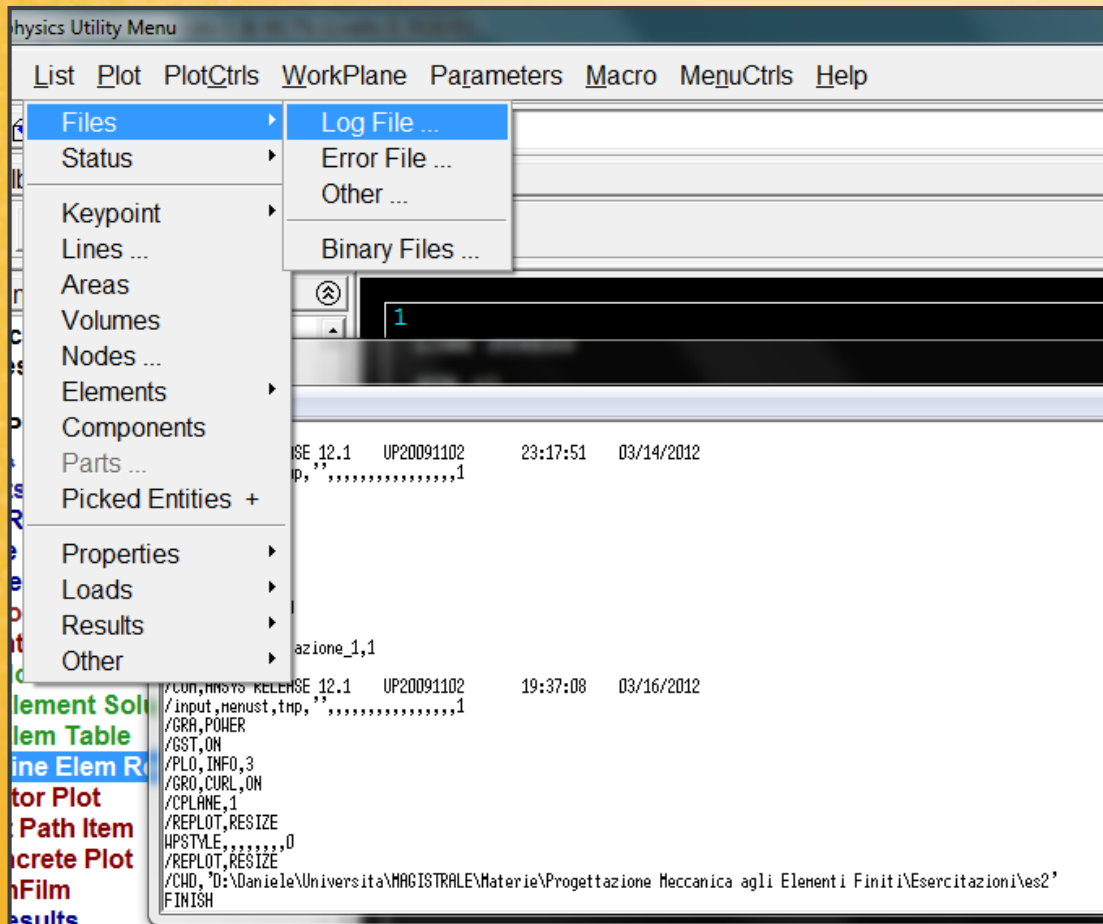 physics Utility Menu
List Plot PlotCtrls WorkPlane Parameters Macro MenuCtrls Help
Files
Status
Keypoint
Lines ...
Areas
Volumes
Nodes ...
Elements
Components
Parts ...
Picked Entities +
Properties
Loads
Results
Other
Log File ...
Error File ...
Other ...
Binary Files ...
1
12.1 UP20091102 23:17:51 03/14/2012
,'',,,,,,,,,,,,,,,,1
azione_1,1
/COM,ANSYS RELEASE 12.1 UP20091102 19:37:08 03/16/2012
/input,menust,tmp,'',,,,,,,,,,,,,,,,1
/GRA,POWER
/GST,ON
/PLO,INFO,3
/GRO,CURL,ON
/CPLANE,1
/REPLOT,RESIZE
WPSTYLE,,,,,,,,0
/REPLOT,RESIZE
/CWD,'D:\Daniele\Universita\MAGISTRALE\Materie\Progettazione Meccanica agli Elementi Finiti\Esercitazioni\es2'
FINISH
lement Solu
lem Table
ine Elem Re
tor Plot
Path Item
ncrete Plot
nFilm
esults